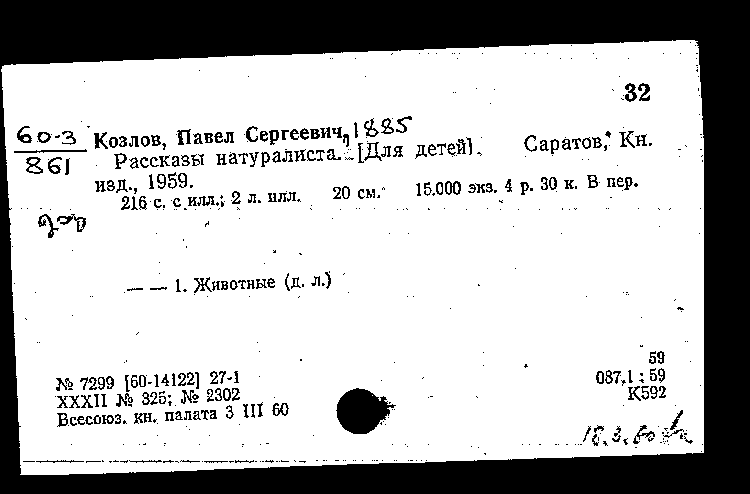 32
60-3 Козлов, Павел Сергеевич, 1885
861 Рассказы натуралиста. [Для детей]. Саратов, Кн.
изд., 1959.
216 с. с илл.; 2 л. илл. 20 см. 15.000 экз. 4 р. 30 к. В пер.
— — 1. Животные (д. л.)
59
№ 7299 [60-14122] 27-1 087.1 : 59
XXXII № 325; № 2302 К592
Всесоюз. кн. палата 3 III 60
18.3.60